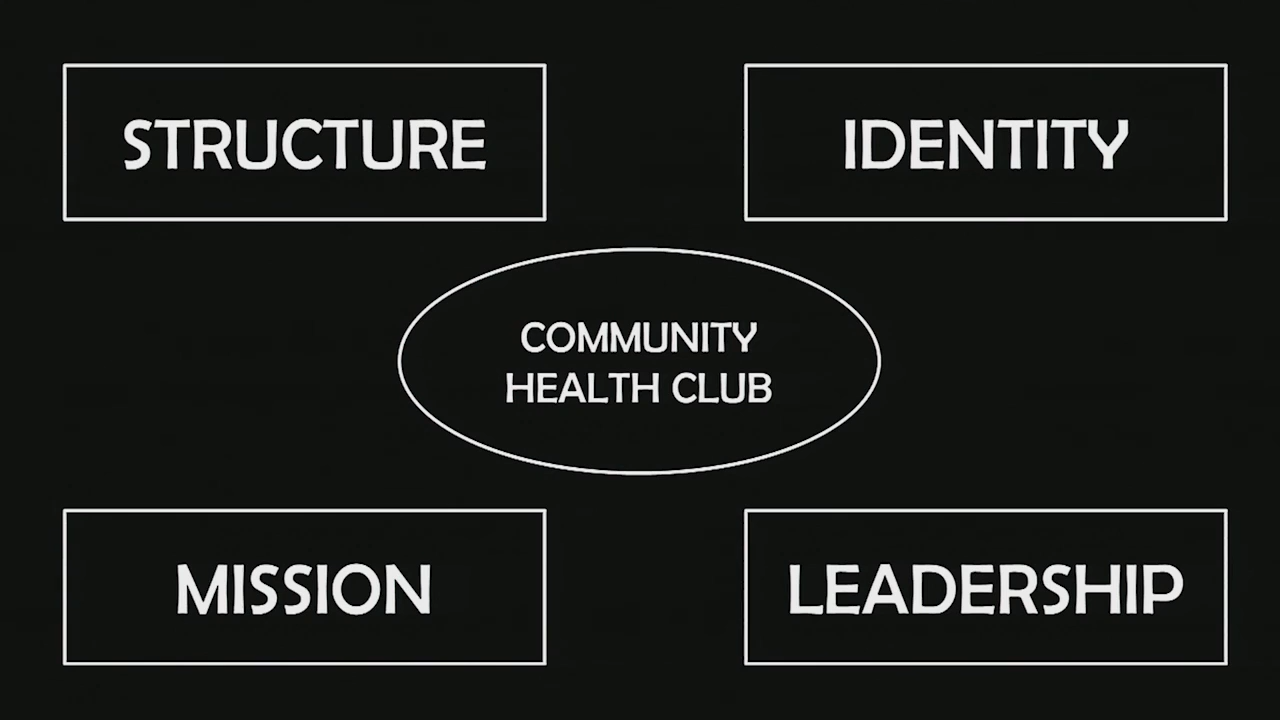 STRUCTURE
IDENTITY
COMMUNITY
HEALTH CLUB
MISSION
LEADERSHIP